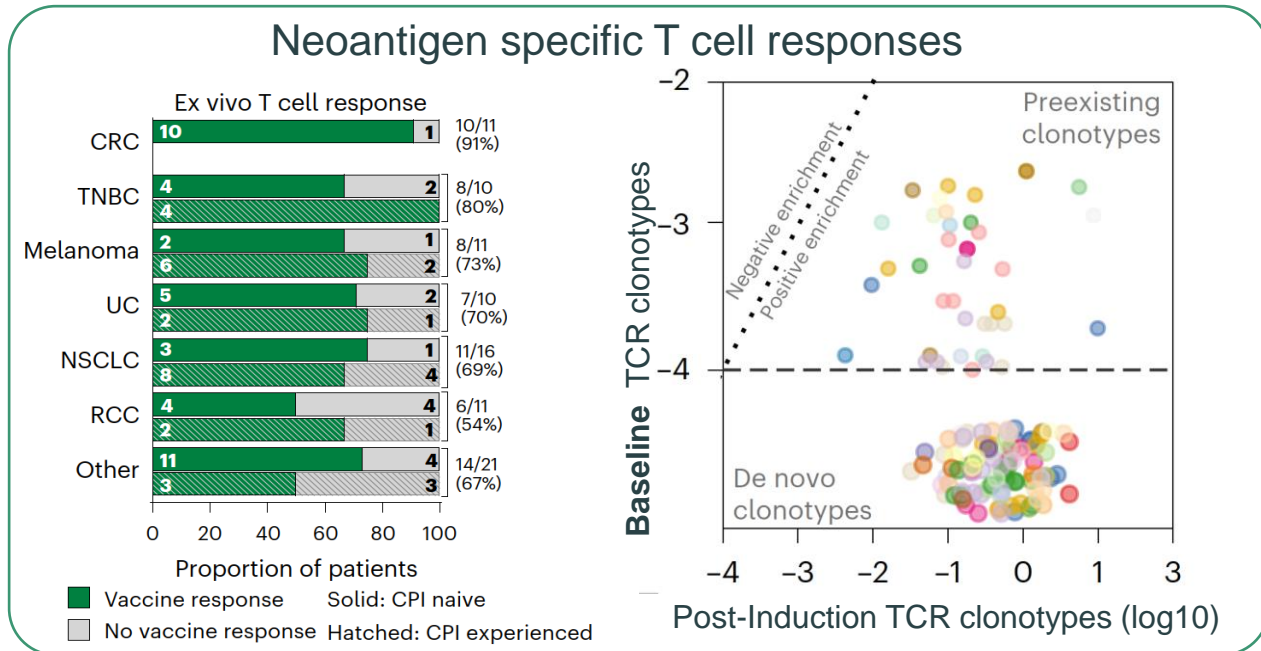 Neoantigen specific T cell responses
Ex vivo T cell response
CRC
10
1
10/11
(91%)
TNBC
4
2
4
8/10
(80%)
Melanoma
2
1
6
2
8/11
(73%)
UC
5
2
2
1
7/10
(70%)
NSCLC
3
1
8
4
11/16
(69%)
RCC
4
4
2
1
6/11
(54%)
Other
11
4
3
3
14/21
(67%)
0 20 40 60 80 100
Proportion of patients
Vaccine response
No vaccine response
Solid: CPI naive
Hatched: CPI experienced
Baseline TCR clonotypes
−2
−3
−4
Negative enrichment
Positive enrichment
Preexisting
clonotypes
De novo
clonotypes
−4 −3 −2 −1 0 1 2 3
Post-Induction TCR clonotypes (log10)